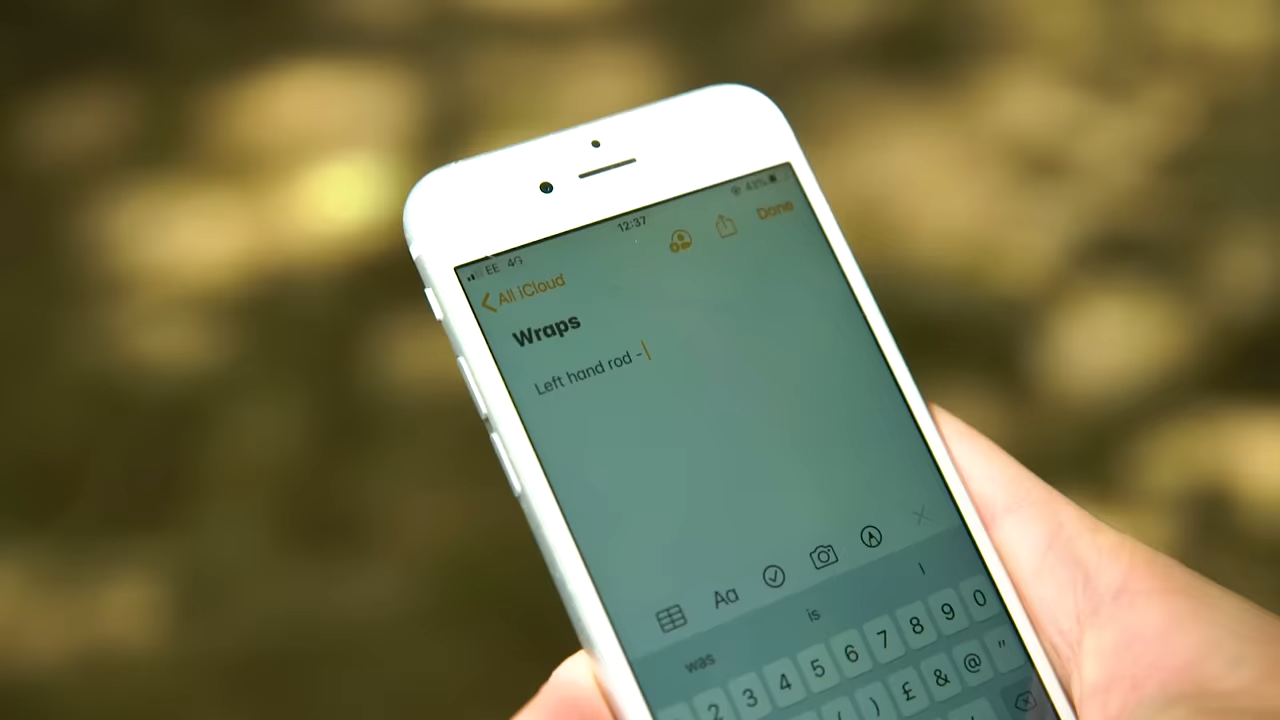 EE 4G 12:37 43%
All iCloud Done
Wraps
Left hand rod -
Aa
was is I
2 3 4 5 6 7 8 9 0
) £ & @ "